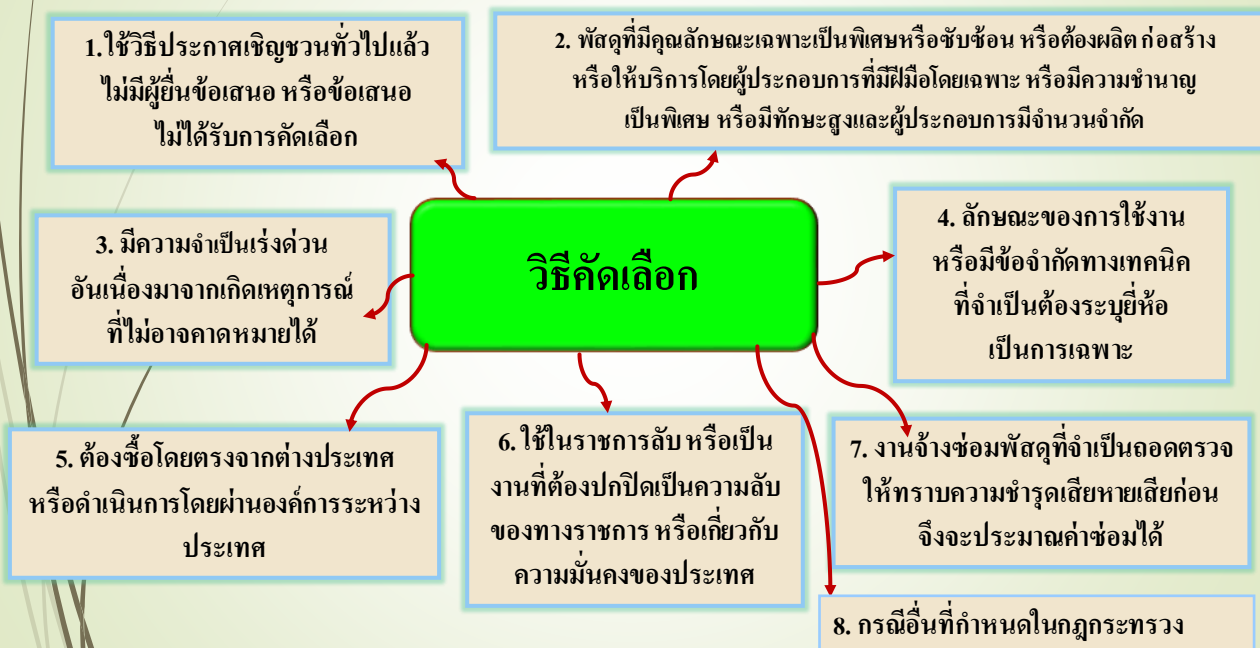 1.ใช้วิธีประกาศเชิญชวนทั่วไปแล้ว
ไม่มีผู้ยื่นข้อเสนอ หรือข้อเสนอ
ไม่ได้รับการคัดเลือก
2. พัสดุที่มีคุณลักษณะเฉพาะเป็นพิเศษหรือซับซ้อน หรือต้องผลิต ก่อสร้าง
หรือให้บริการโดยผู้ประกอบการที่มีฝีมือโดยเฉพาะ หรือมีความชำนาญ
เป็นพิเศษ หรือมีทักษะสูงและผู้ประกอบการมีจำนวนจำกัด
วิธีคัดเลือก
3. มีความจำเป็นเร่งด่วน
อันเนื่องมาจากเกิดเหตุการณ์
ที่ไม่อาจคาดหมายได้
4. ลักษณะของการใช้งาน
หรือมีข้อจำกัดทางเทคนิค
ที่จำเป็นต้องระบุยี่ห้อ
เป็นการเฉพาะ
5. ต้องซื้อโดยตรงจากต่างประเทศ
หรือดำเนินการโดยผ่านองค์การระหว่าง
ประเทศ
6. ใช้ในราชการลับ หรือเป็น
งานที่ต้องปกปิดเป็นความลับ
ของทางราชการ หรือเกี่ยวกับ
ความมั่นคงของประเทศ
7. งานจ้างซ่อมพัสดุที่จำเป็นถอดตรวจ
ให้ทราบความชำรุดเสียหายเสียก่อน
จึงจะประมาณค่าซ่อมได้
8. กรณีอื่นที่กำหนดในกฎกระทรวง